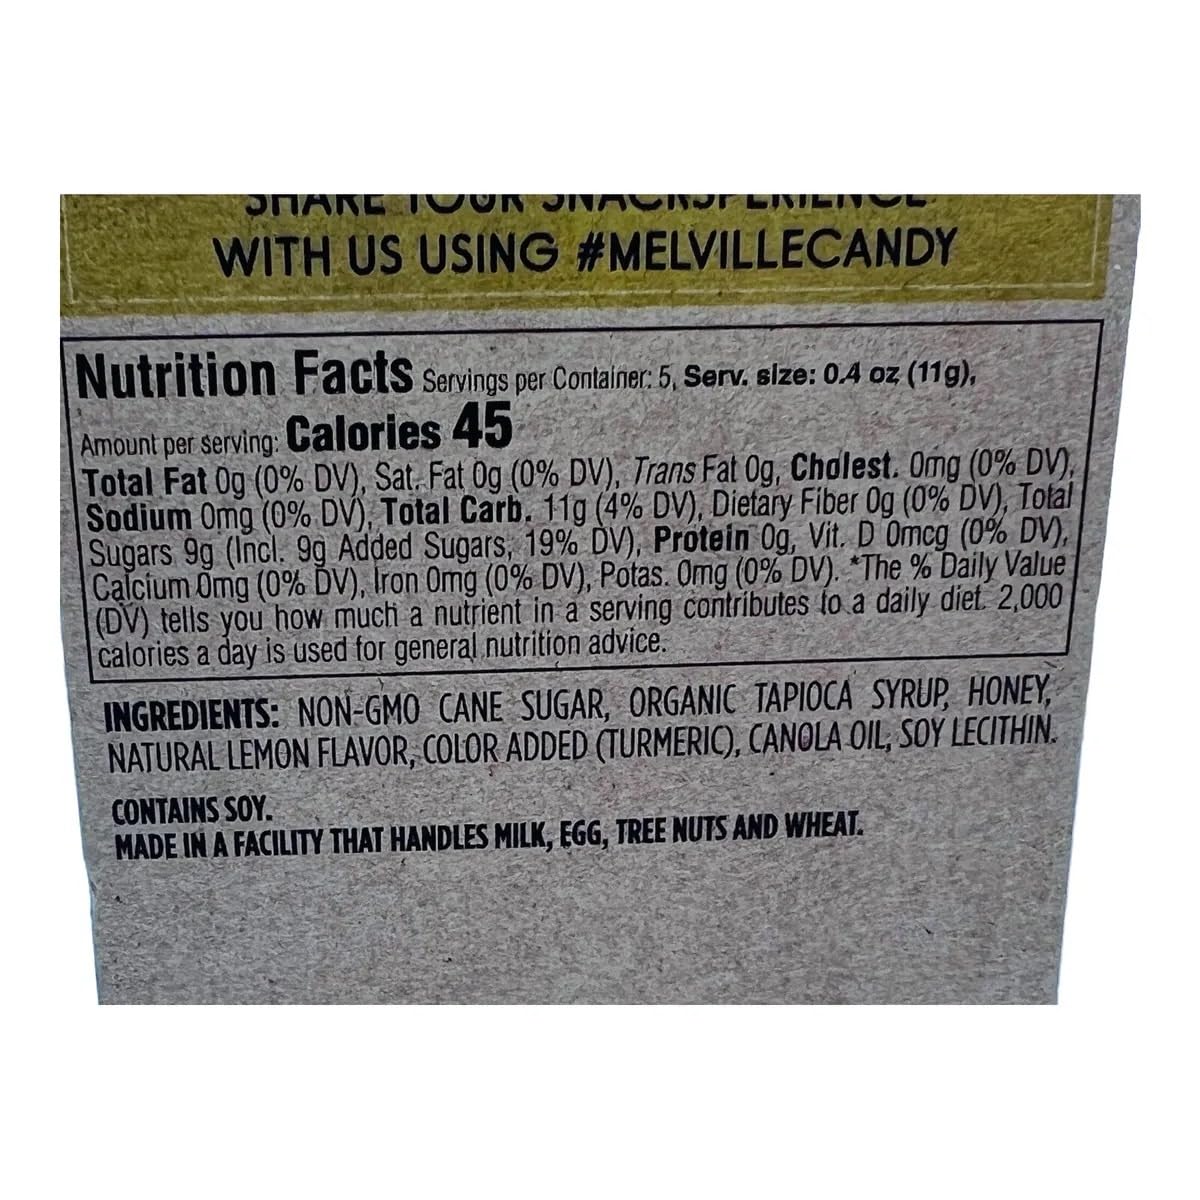 SHARE YOUR SNACKSPERIENCE
WITH US USING #MELVILLECANDY
Nutrition Facts Servings per Container: 5, Serv. size: 0.4 oz (11g),
Amount per serving: Calories 45
Total Fat 0g (0% DV), Sat. Fat 0g (0% DV), Trans Fat 0g, Cholest. 0mg (0% DV),
Sodium 0mg (0% DV), Total Carb. 11g (4% DV), Dietary Fiber 0g (0% DV), Total
Sugars 9g (Incl. 9g Added Sugars, 19% DV), Protein 0g, Vit. D 0mcg (0% DV),
Calcium 0mg (0% DV), Iron 0mg (0% DV), Potas. 0mg (0% DV). *The % Daily Value
(DV) tells you how much a nutrient in a serving contributes to a daily diet. 2,000
calories a day is used for general nutrition advice.
INGREDIENTS: NON-GMO CANE SUGAR, ORGANIC TAPIOCA SYRUP, HONEY,
NATURAL LEMON FLAVOR, COLOR ADDED (TURMERIC), CANOLA OIL, SOY LECITHIN.
CONTAINS SOY.
MADE IN A FACILITY THAT HANDLES MILK, EGG, TREE NUTS AND WHEAT.